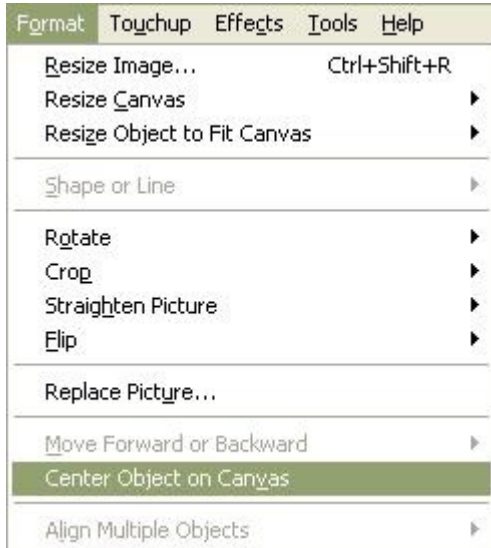 Format Touchup Effects Tools Help
Resize Image... Ctrl+Shift+R
Resize Canvas
Resize Object to Fit Canvas
Shape or Line
Rotate
Crop
Straighten Picture
Flip
Replace Picture...
Move Forward or Backward
Center Object on Canvas
Align Multiple Objects